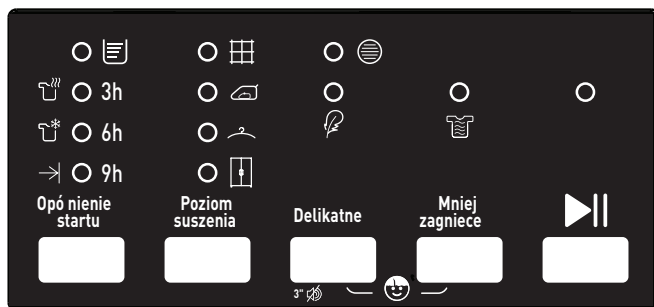 3h
6h
9h
Opó nienie
startu
Poziom
suszenia
Delikatne
Mniej
zagniece
3"